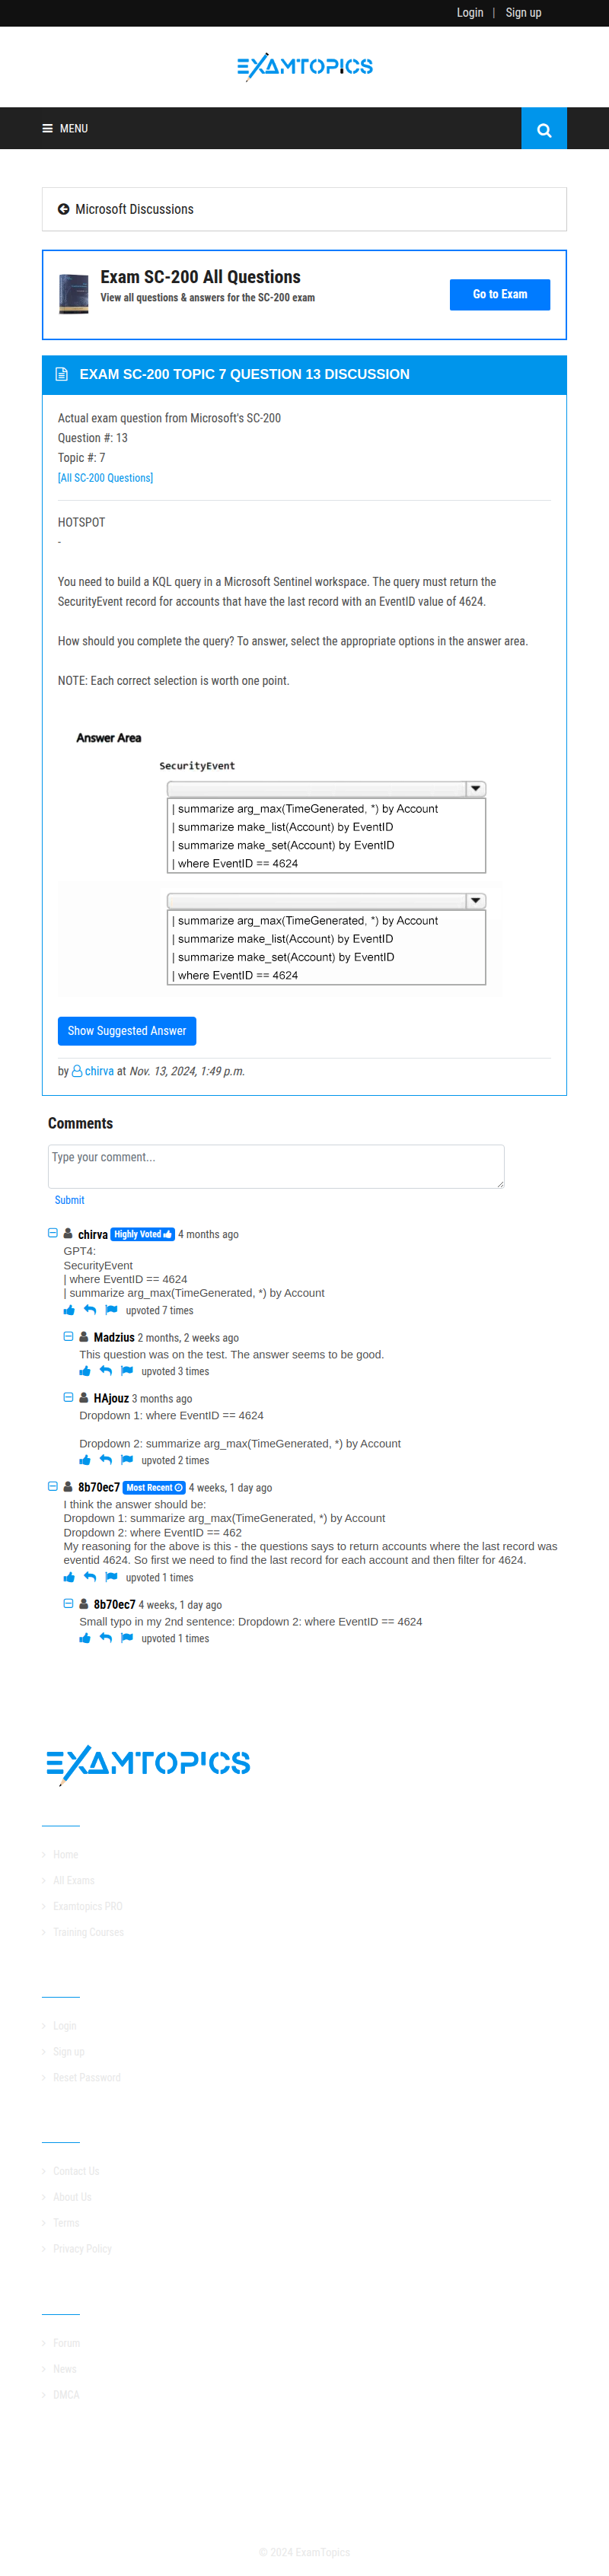 Login | Sign up
EXAMTOPICS
MENU
Microsoft Discussions
Exam SC-200 All Questions
View all questions & answers for the SC-200 exam
Go to Exam
EXAM SC-200 TOPIC 7 QUESTION 13 DISCUSSION
Actual exam question from Microsoft's SC-200
Question #: 13
Topic #: 7
[All SC-200 Questions]
HOTSPOT
-
You need to build a KQL query in a Microsoft Sentinel workspace. The query must return the
SecurityEvent record for accounts that have the last record with an EventID value of 4624.
How should you complete the query? To answer, select the appropriate options in the answer area.
NOTE: Each correct selection is worth one point.
Answer Area
SecurityEvent
| summarize arg_max(TimeGenerated, *) by Account
| summarize make_list(Account) by EventID
| summarize make_set(Account) by EventID
| where EventID == 4624
| summarize arg_max(TimeGenerated, *) by Account
| summarize make_list(Account) by EventID
| summarize make_set(Account) by EventID
| where EventID == 4624
Show Suggested Answer
by chirva at Nov. 13, 2024, 1:49 p.m.
Comments
Type your comment...
Submit
chirva Highly Voted 4 months ago
GPT4:
SecurityEvent
| where EventID == 4624
| summarize arg_max(TimeGenerated, *) by Account
upvoted 7 times
Madzius 2 months, 2 weeks ago
This question was on the test. The answer seems to be good.
upvoted 3 times
HAjouz 3 months ago
Dropdown 1: where EventID == 4624
Dropdown 2: summarize arg_max(TimeGenerated, *) by Account
upvoted 2 times
8b70ec7 Most Recent 4 weeks, 1 day ago
I think the answer should be:
Dropdown 1: summarize arg_max(TimeGenerated, *) by Account
Dropdown 2: where EventID == 462
My reasoning for the above is this - the questions says to return accounts where the last record was
eventid 4624. So first we need to find the last record for each account and then filter for 4624.
upvoted 1 times
8b70ec7 4 weeks, 1 day ago
Small typo in my 2nd sentence: Dropdown 2: where EventID == 4624
upvoted 1 times
EXAMTOPICS
Home
All Exams
Examtopics PRO
Training Courses
Login
Sign up
Reset Password
Contact Us
About Us
Terms
Privacy Policy
Forum
News
DMCA
© 2024 ExamTopics